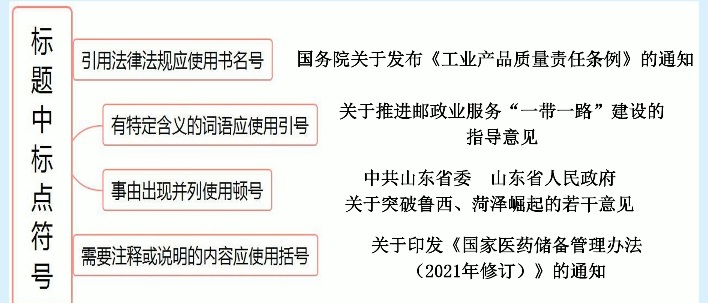 标题中标点符号
引用法律法规应使用书名号
国务院关于发布《工业产品质量责任条例》的通知
有特定含义的词语应使用引号
关于推进邮政业服务“一带一路”建设的
指导意见
事由出现并列使用顿号
中共山东省委　山东省人民政府
关于突破鲁西、菏泽崛起的若干意见
需要注释或说明的内容应使用括号
关于印发《国家医药储备管理办法
（2021年修订）》的通知